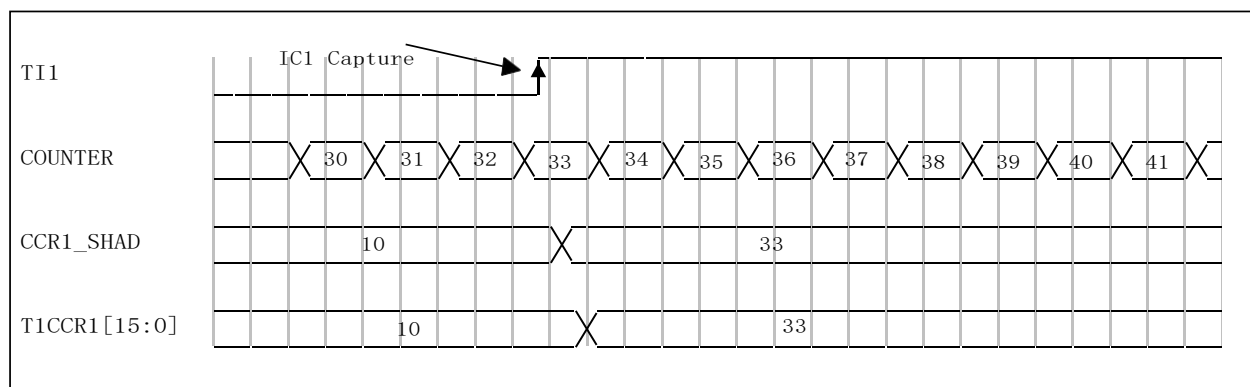 IC1 Capture
TI1
COUNTER 30 31 32 33 34 35 36 37 38 39 40 41
CCR1_SHAD 10 33
T1CCR1[15:0] 10 33